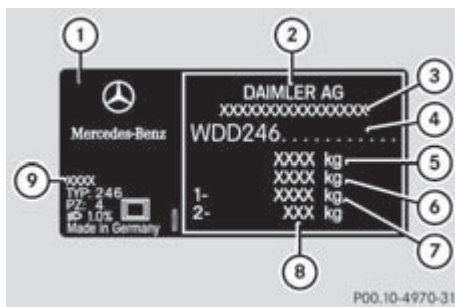 1
2
3
4
5
6
7
8
9
Mercedes-Benz
XXXX
TYP: 246
PZ: 4
1.0%
Made in Germany
DAIMLER AG
XXXXXXXXXXXXXXXXX
WDD246...........
XXXX kg
XXXX kg
1- XXXX kg
2- XXX kg
P00.10-4970-31